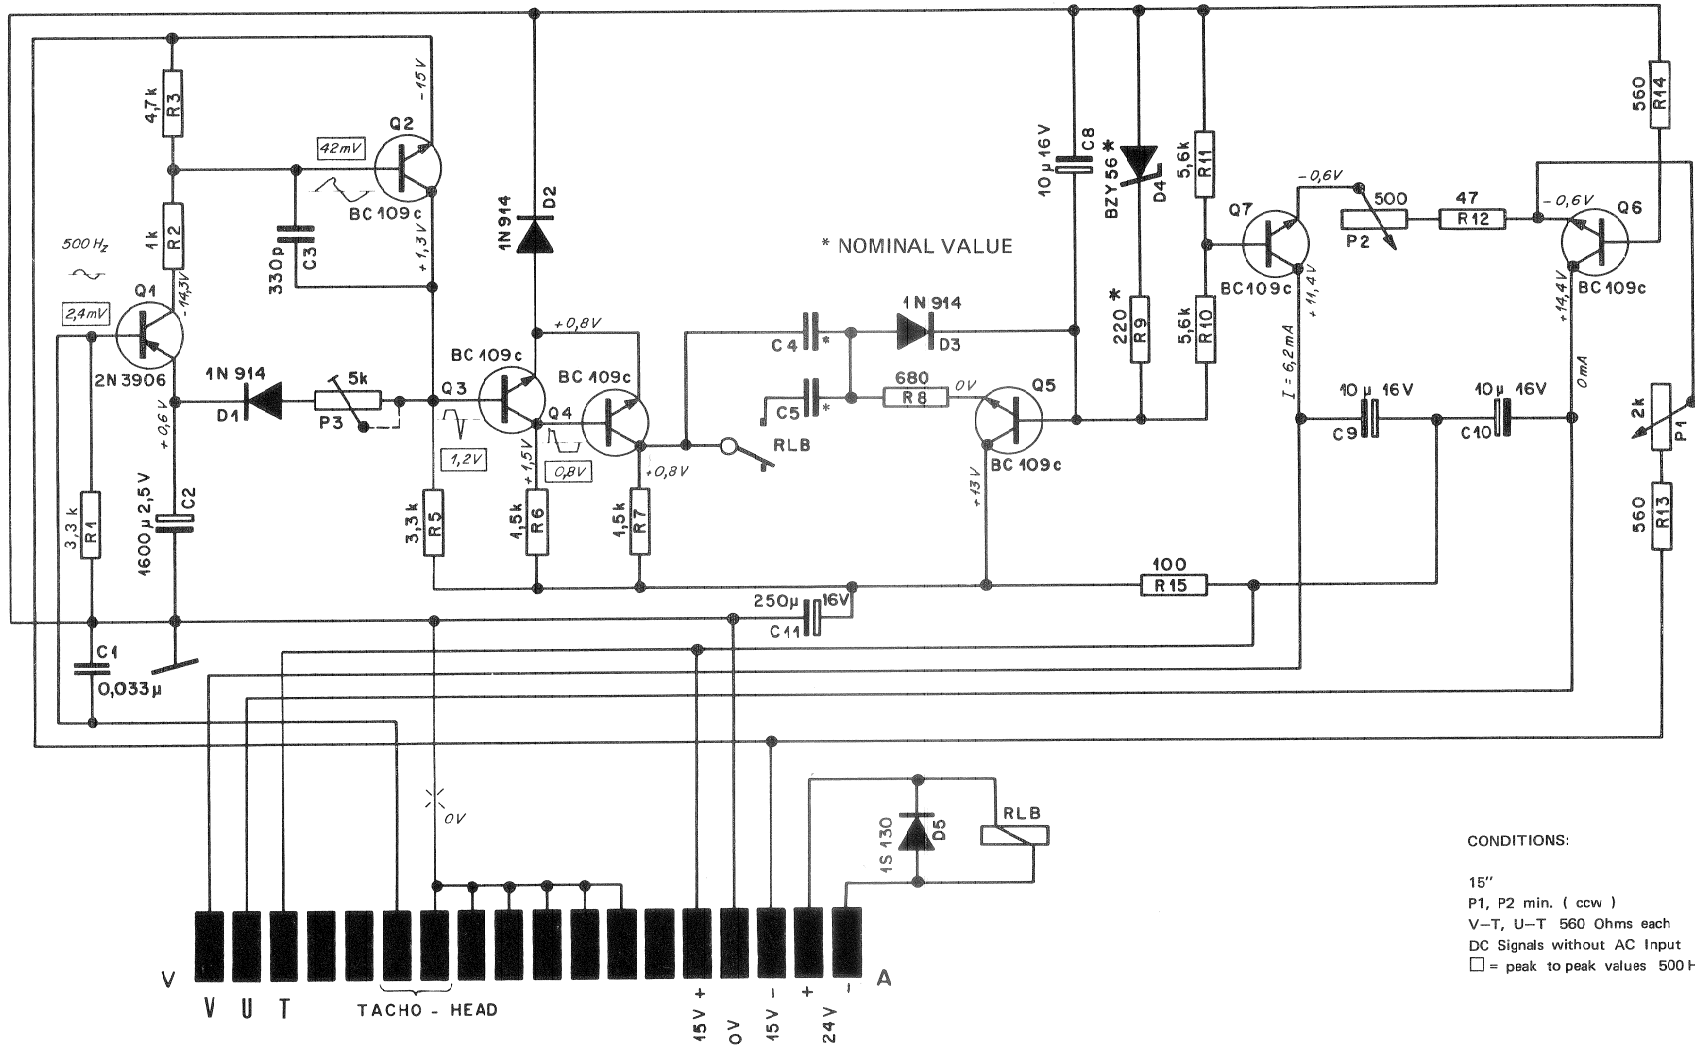 4,7k
R3
Q2
-15V
42mV
BC 109c
+1,3V
1k
R2
500 Hz
-14,3V
Q1
2,4mV
2N 3906
330p
C3
1N 914
D2
* NOMINAL VALUE
10µ 16V
C8
BZY 56 *
D4
5,6k
R11
-0,6V
Q7
500
P2
47
R12
-0,6V
Q6
560
R14
BC 109c
+11,4V
BC 109c
+14,4V
+0,8V
1N 914
D3
C4
*
220 *
R9
5,6k
R10
I = 6,2 mA
0 mA
1N 914
D1
5k
P3
BC 109c
Q3
BC 109c
Q4
C5
*
680
R8
0V
Q5
BC 109c
RLB
10µ 16V
C9
10µ 16V
C10
2k
P1
+0,6V
1,2V
+1,5V
0,8V
+0,8V
+13V
3,3 k
R1
1600µ 2,5V
C2
3,3k
R5
1,5k
R6
1,5k
R7
560
R13
100
R15
250µ 16V
C11
C1
0,033µ
0V
1S 130
D5
RLB
CONDITIONS:
15"
P1, P2 min. ( ccw )
V-T, U-T 560 Ohms each
DC Signals without AC Input
□ = peak to peak values 500 H
V
A
V U T
TACHO - HEAD
15V +
0V
15V -
+
24V
-